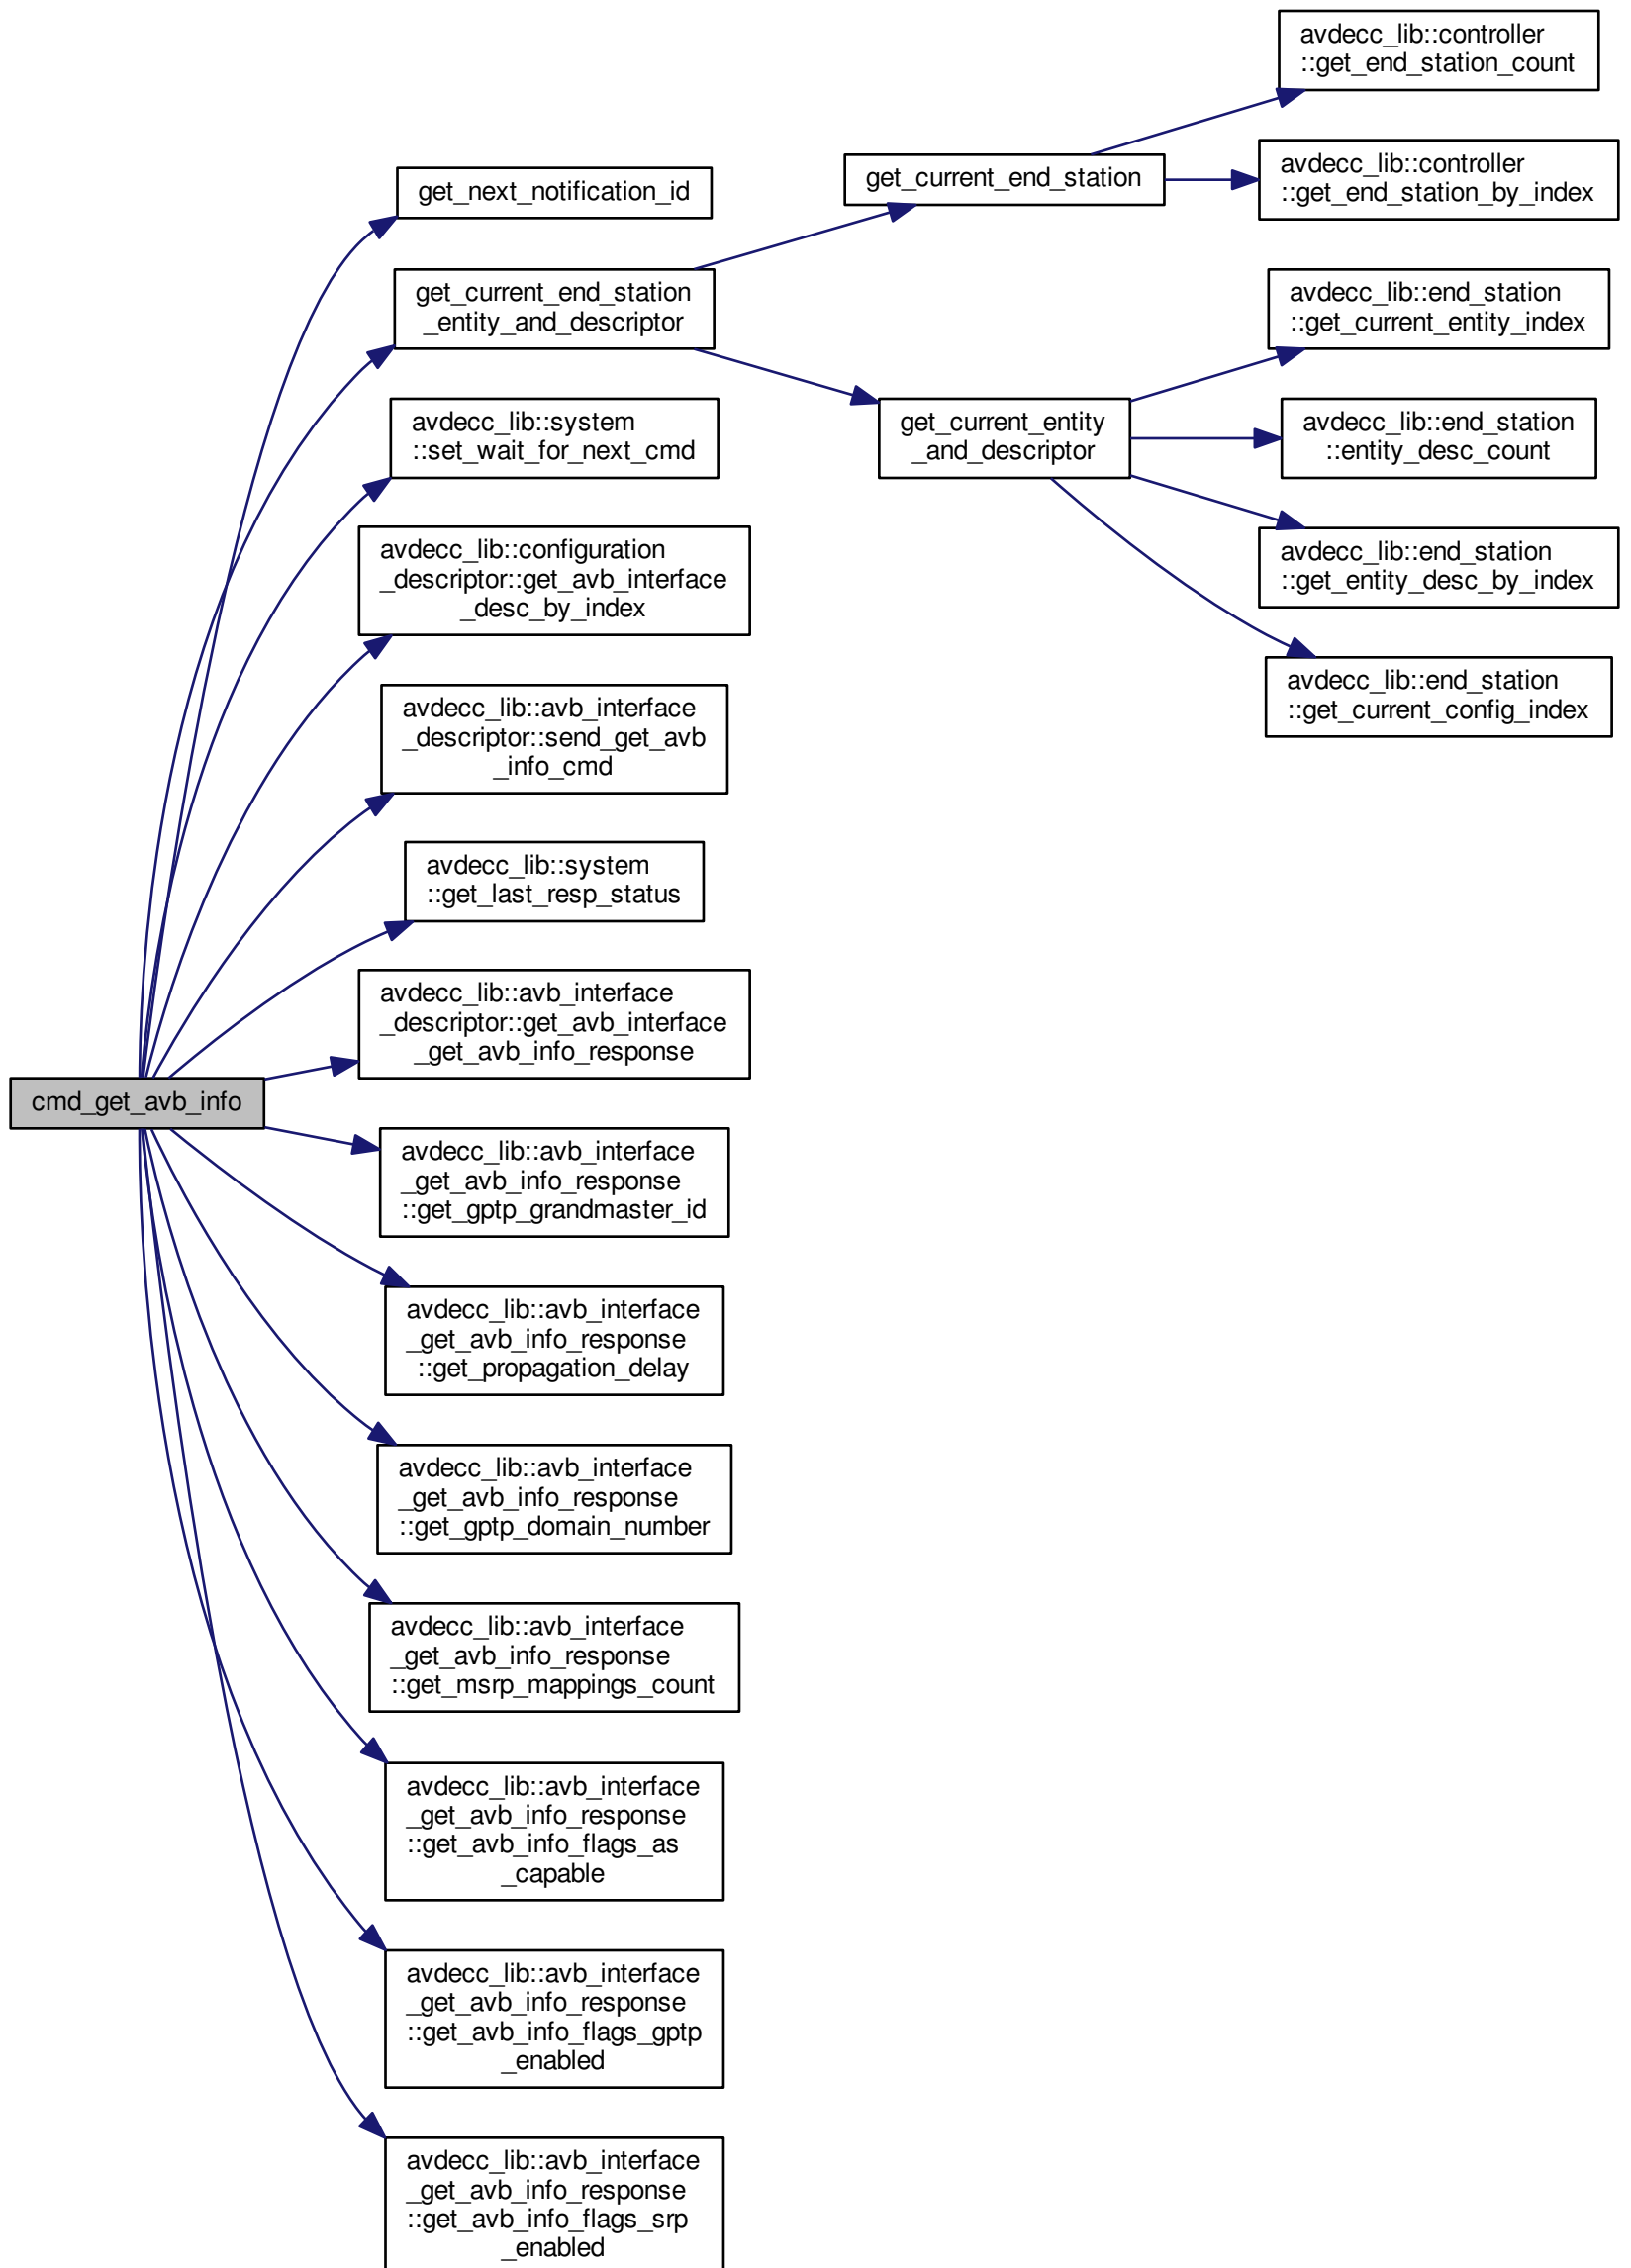 avdecc_lib::controller
::get_end_station_count
avdecc_lib::controller
::get_end_station_by_index
get_current_end_station
get_next_notification_id
get_current_end_station
_entity_and_descriptor
avdecc_lib::end_station
::get_current_entity_index
avdecc_lib::system
::set_wait_for_next_cmd
get_current_entity
_and_descriptor
avdecc_lib::end_station
::entity_desc_count
avdecc_lib::configuration
_descriptor::get_avb_interface
_desc_by_index
avdecc_lib::end_station
::get_entity_desc_by_index
avdecc_lib::end_station
::get_current_config_index
avdecc_lib::avb_interface
_descriptor::send_get_avb
_info_cmd
avdecc_lib::system
::get_last_resp_status
avdecc_lib::avb_interface
_descriptor::get_avb_interface
_get_avb_info_response
cmd_get_avb_info
avdecc_lib::avb_interface
_get_avb_info_response
::get_gptp_grandmaster_id
avdecc_lib::avb_interface
_get_avb_info_response
::get_propagation_delay
avdecc_lib::avb_interface
_get_avb_info_response
::get_gptp_domain_number
avdecc_lib::avb_interface
_get_avb_info_response
::get_msrp_mappings_count
avdecc_lib::avb_interface
_get_avb_info_response
::get_avb_info_flags_as
_capable
avdecc_lib::avb_interface
_get_avb_info_response
::get_avb_info_flags_gptp
_enabled
avdecc_lib::avb_interface
_get_avb_info_response
::get_avb_info_flags_srp
_enabled